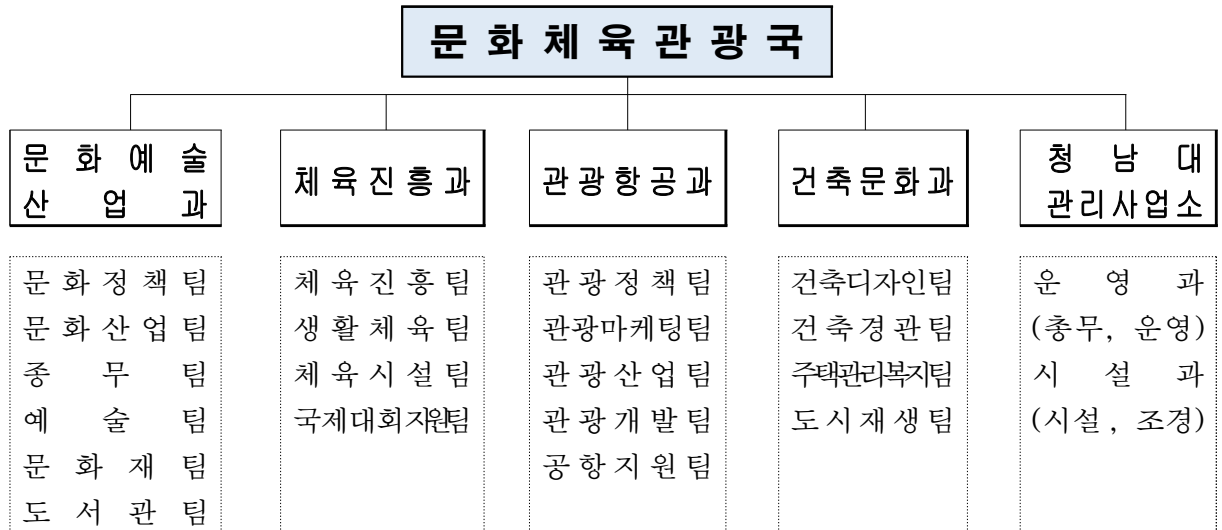 문화체육관광국
문화예술
산업과
체육진흥과
관광항공과
건축문화과
청남대
관리사업소
문화정책팀
문화산업팀
종무팀
예술팀
문화재팀
도서관팀
체육진흥팀
생활체육팀
체육시설팀
국제대회지원팀
관광정책팀
관광마케팅팀
관광산업팀
관광개발팀
공항지원팀
건축디자인팀
건축경관팀
주택관리복지팀
도시재생팀
운영과
(총무, 운영)
시설과
(시설, 조경)